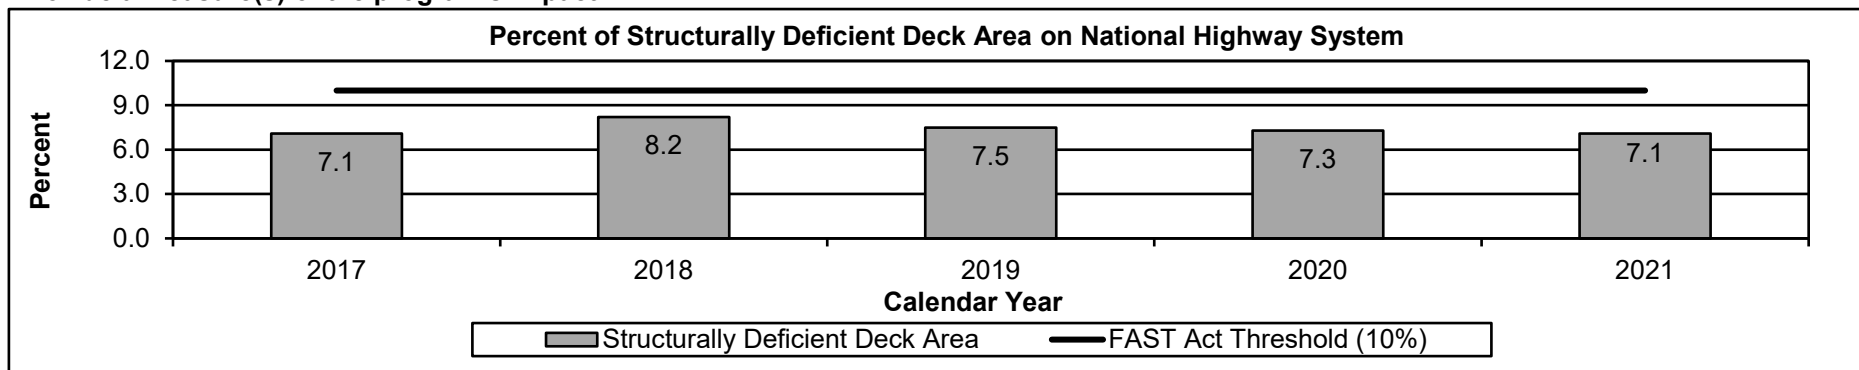 Percent of Structurally Deficient Deck Area on National Highway System
12.0
9.0
6.0
3.0
0.0
Percent
7.1
8.2
7.5
7.3
7.1
2017 2018 2019 2020 2021
Calendar Year
Structurally Deficient Deck Area FAST Act Threshold (10%)